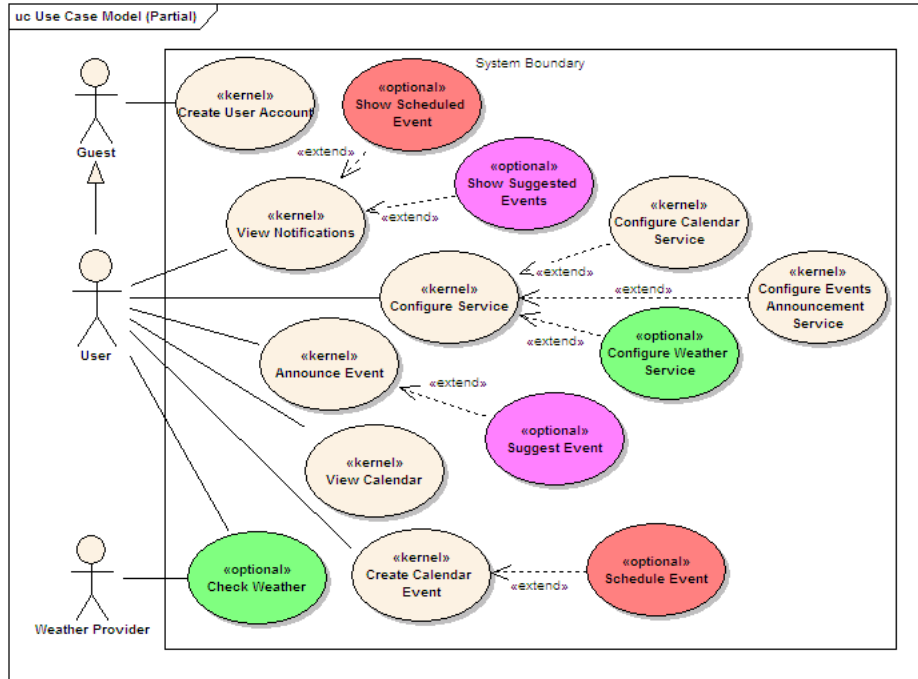 uc Use Case Model (Partial)
System Boundary
«kernel»
Create User Account
«optional»
Show Scheduled
Event
Guest
«extend»
«optional»
Show Suggested
Events
«extend»
«kernel»
View Notifications
«kernel»
Configure Calendar
Service
«extend»
«kernel»
Configure Service
«extend»
«kernel»
Configure Events
Announcement
Service
User
«extend»
«optional»
Configure Weather
Service
«kernel»
Announce Event
«extend»
«optional»
Suggest Event
«kernel»
View Calendar
«optional»
Check Weather
«kernel»
Create Calendar
Event
«extend»
«optional»
Schedule Event
Weather Provider